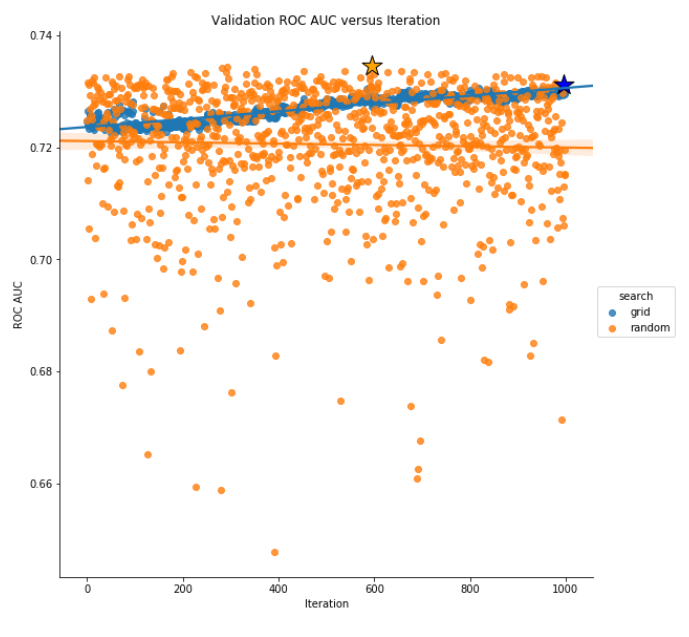 Validation ROC AUC versus Iteration
0.74
0.72
0.70
0.68
0.66
ROC AUC
0 200 400 600 800 1000
Iteration
search
grid
random